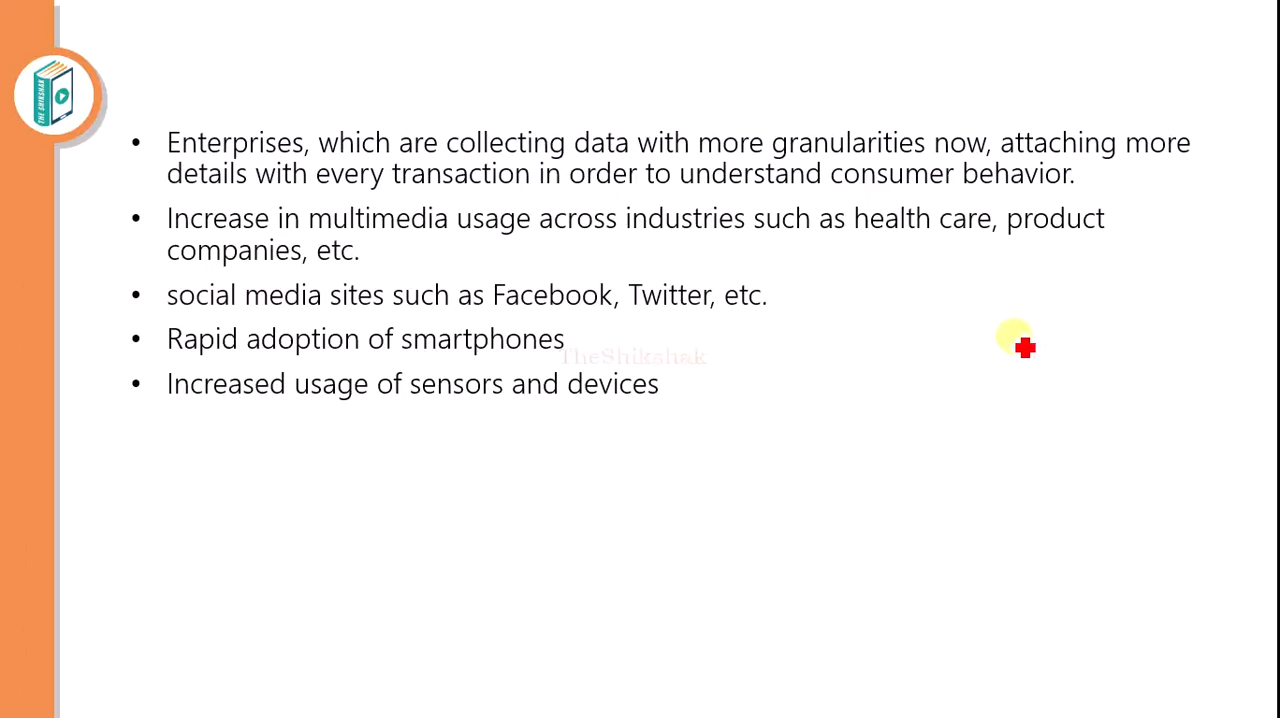 THE SHIKSHAK
• Enterprises, which are collecting data with more granularities now, attaching more
details with every transaction in order to understand consumer behavior.
• Increase in multimedia usage across industries such as health care, product
companies, etc.
• social media sites such as Facebook, Twitter, etc.
• Rapid adoption of smartphones
TheShikshak
• Increased usage of sensors and devices